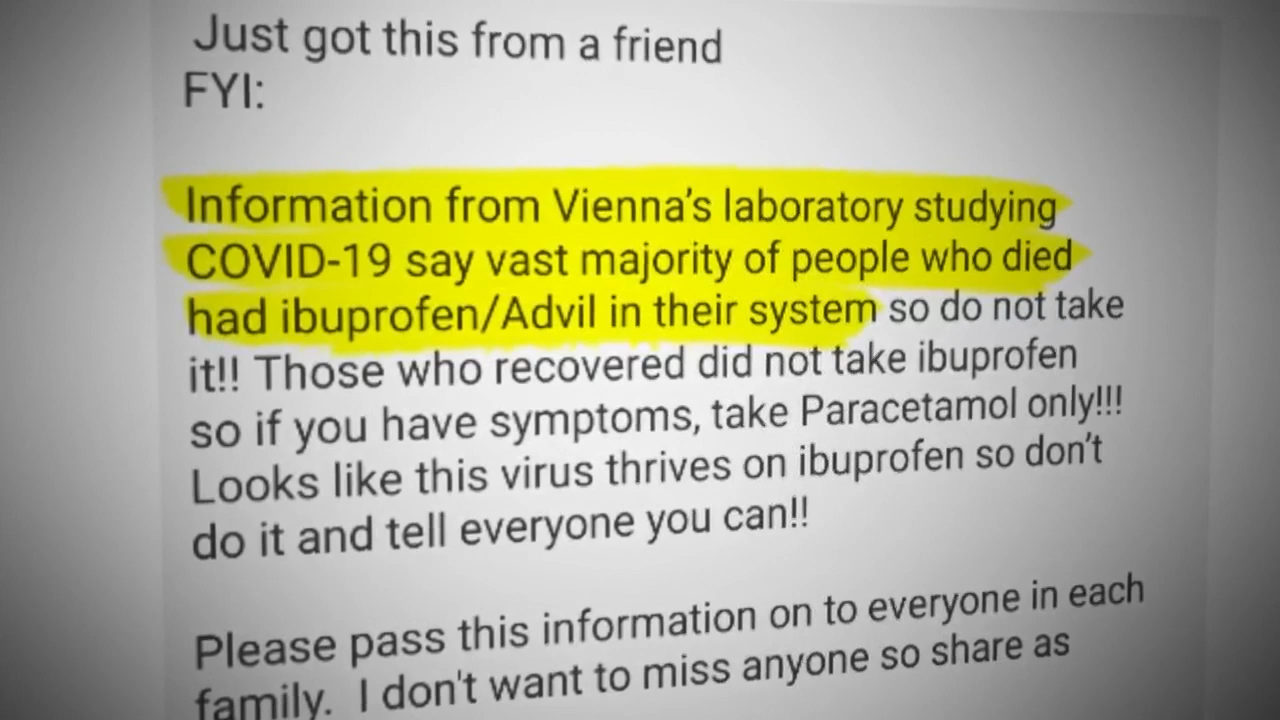 Just got this from a friend
FYI:
Information from Vienna’s laboratory studying
COVID-19 say vast majority of people who died
had ibuprofen/Advil in their system so do not take
it!! Those who recovered did not take ibuprofen
so if you have symptoms, take Paracetamol only!!!
Looks like this virus thrives on ibuprofen so don’t
do it and tell everyone you can!!
Please pass this information on to everyone in each
family. I don't want to miss anyone so share as